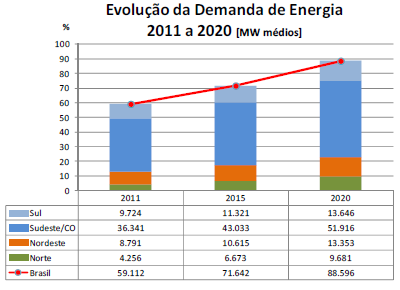 Evolução da Demanda de Energia
2011 a 2020 [MW médios]
%
100
90
80
70
60
50
40
30
20
10
0
2011 2015 2020
Sul 9.724 11.321 13.646
Sudeste/CO 36.341 43.033 51.916
Nordeste 8.791 10.615 13.353
Norte 4.256 6.673 9.681
Brasil 59.112 71.642 88.596